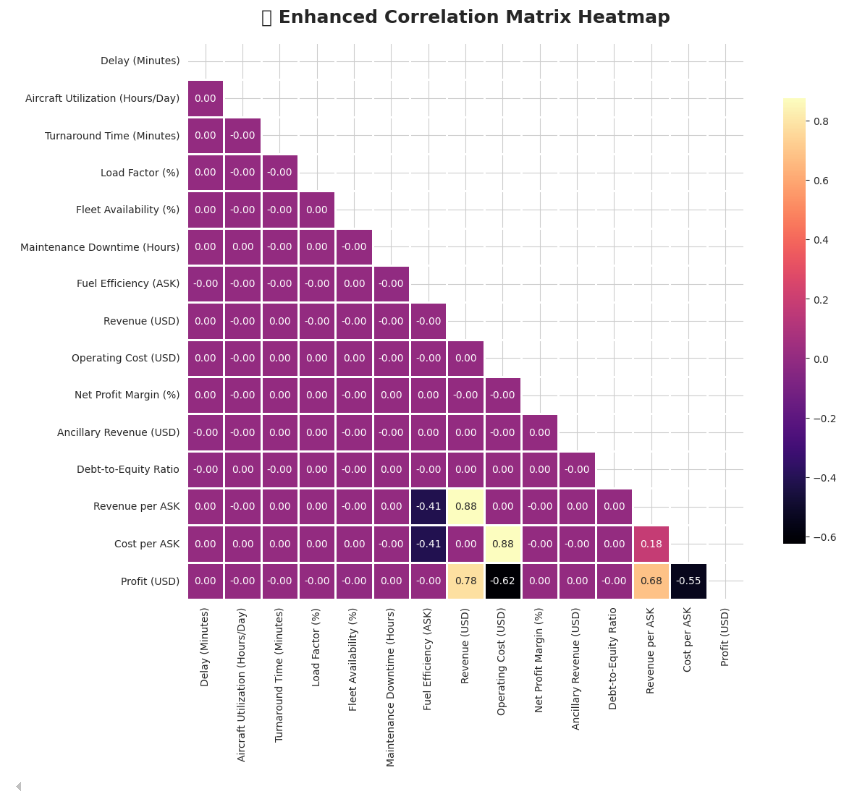 ▯ Enhanced Correlation Matrix Heatmap
Delay (Minutes)
Aircraft Utilization (Hours/Day) 0.00
Turnaround Time (Minutes) 0.00 -0.00
Load Factor (%) 0.00 -0.00 -0.00
Fleet Availability (%) 0.00 -0.00 -0.00 0.00
Maintenance Downtime (Hours) 0.00 0.00 -0.00 0.00 -0.00
Fuel Efficiency (ASK) -0.00 -0.00 -0.00 -0.00 0.00 -0.00
Revenue (USD) 0.00 -0.00 0.00 -0.00 -0.00 -0.00 -0.00
Operating Cost (USD) 0.00 -0.00 0.00 0.00 0.00 -0.00 -0.00 0.00
Net Profit Margin (%) 0.00 -0.00 0.00 0.00 -0.00 0.00 0.00 -0.00 -0.00
Ancillary Revenue (USD) -0.00 -0.00 0.00 0.00 0.00 -0.00 0.00 0.00 -0.00 0.00
Debt-to-Equity Ratio -0.00 0.00 -0.00 0.00 -0.00 0.00 -0.00 0.00 0.00 0.00 -0.00
Revenue per ASK 0.00 -0.00 0.00 0.00 -0.00 0.00 -0.41 0.88 0.00 -0.00 0.00 0.00
Cost per ASK 0.00 0.00 0.00 0.00 0.00 -0.00 -0.41 0.00 0.88 -0.00 -0.00 0.00 0.18
Profit (USD) 0.00 -0.00 -0.00 -0.00 -0.00 0.00 -0.00 0.78 -0.62 0.00 0.00 -0.00 0.68 -0.55
Delay (Minutes)
Aircraft Utilization (Hours/Day)
Turnaround Time (Minutes)
Load Factor (%)
Fleet Availability (%)
Maintenance Downtime (Hours)
Fuel Efficiency (ASK)
Revenue (USD)
Operating Cost (USD)
Net Profit Margin (%)
Ancillary Revenue (USD)
Debt-to-Equity Ratio
Revenue per ASK
Cost per ASK
Profit (USD)
0.8
0.6
0.4
0.2
0.0
−0.2
−0.4
−0.6